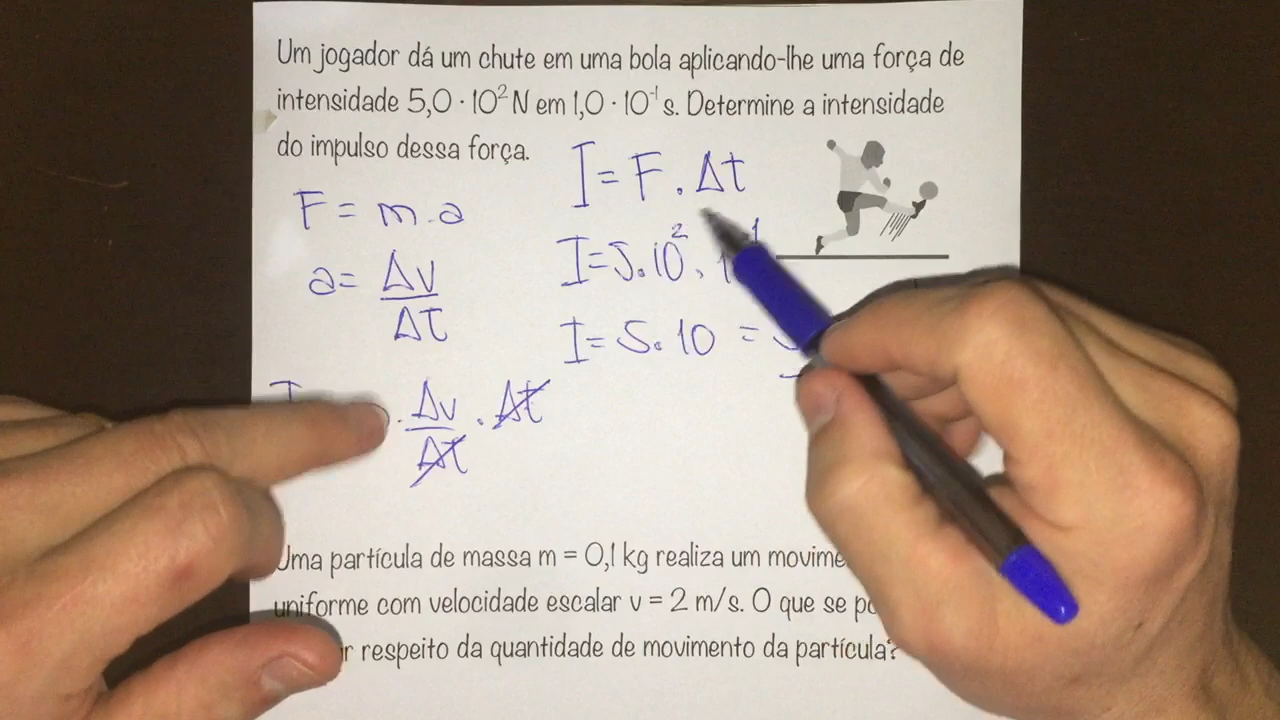 Um jogador dá um chute em uma bola aplicando-lhe uma força de
intensidade 5,0 · 10² N em 1,0 · 10⁻¹ s. Determine a intensidade
do impulso dessa força.
I = F . Δt
F = m . a
I = 5 . 10² .
a = Δv / Δt
I = 5 . 10 =
. Δv / Δt . Δt
Uma partícula de massa m = 0,1 kg realiza um
uniforme com velocidade escalar v = 2 m/s. O que se
respeito da quantidade de movimento da partícula?